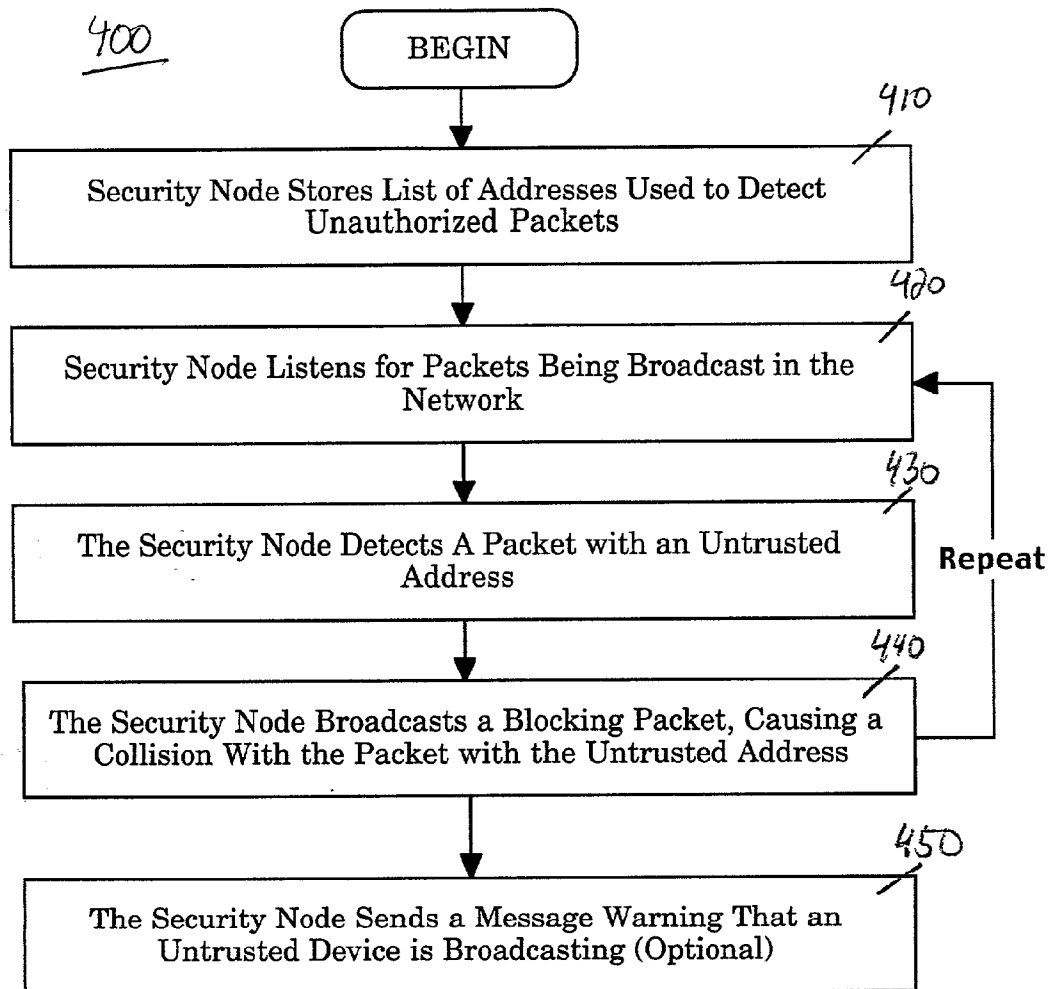 400
BEGIN
410
Security Node Stores List of Addresses Used to Detect
Unauthorized Packets
420
Security Node Listens for Packets Being Broadcast in the
Network
430
The Security Node Detects A Packet with an Untrusted
Address
Repeat
440
The Security Node Broadcasts a Blocking Packet, Causing a
Collision With the Packet with the Untrusted Address
450
The Security Node Sends a Message Warning That an
Untrusted Device is Broadcasting (Optional)